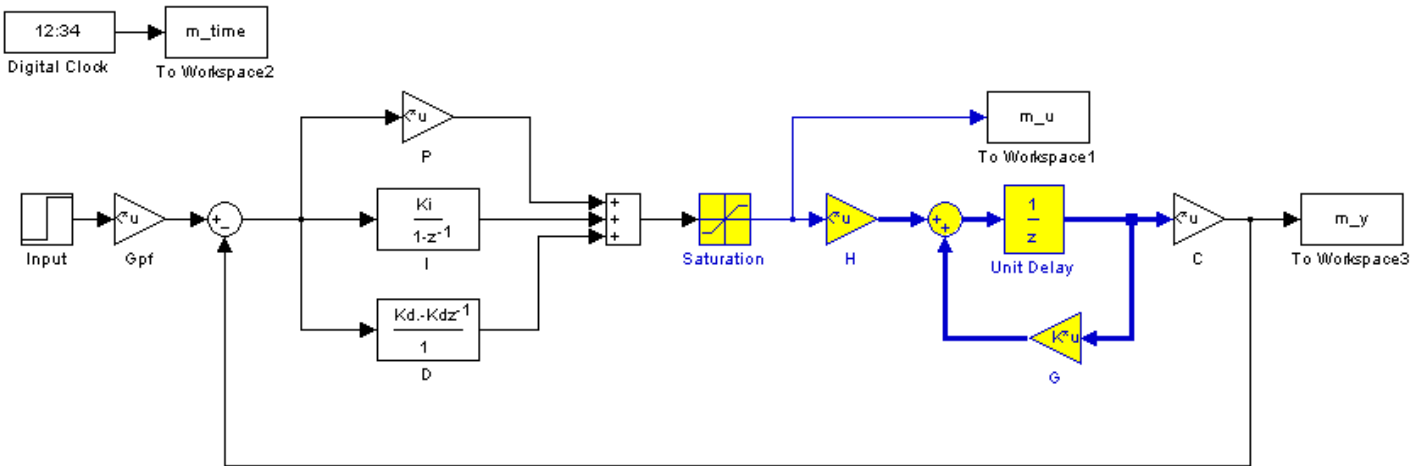 12:34
m_time
Digital Clock
To Workspace2
u
P
m_u
To Workspace1
Ki
1-z-1
I
+
+
+
Input
u
Gpf
+
−
Saturation
u
H
+
+
1
z
Unit Delay
u
C
m_y
To Workspace3
Kd.-Kdz-1
1
D
K*u
G